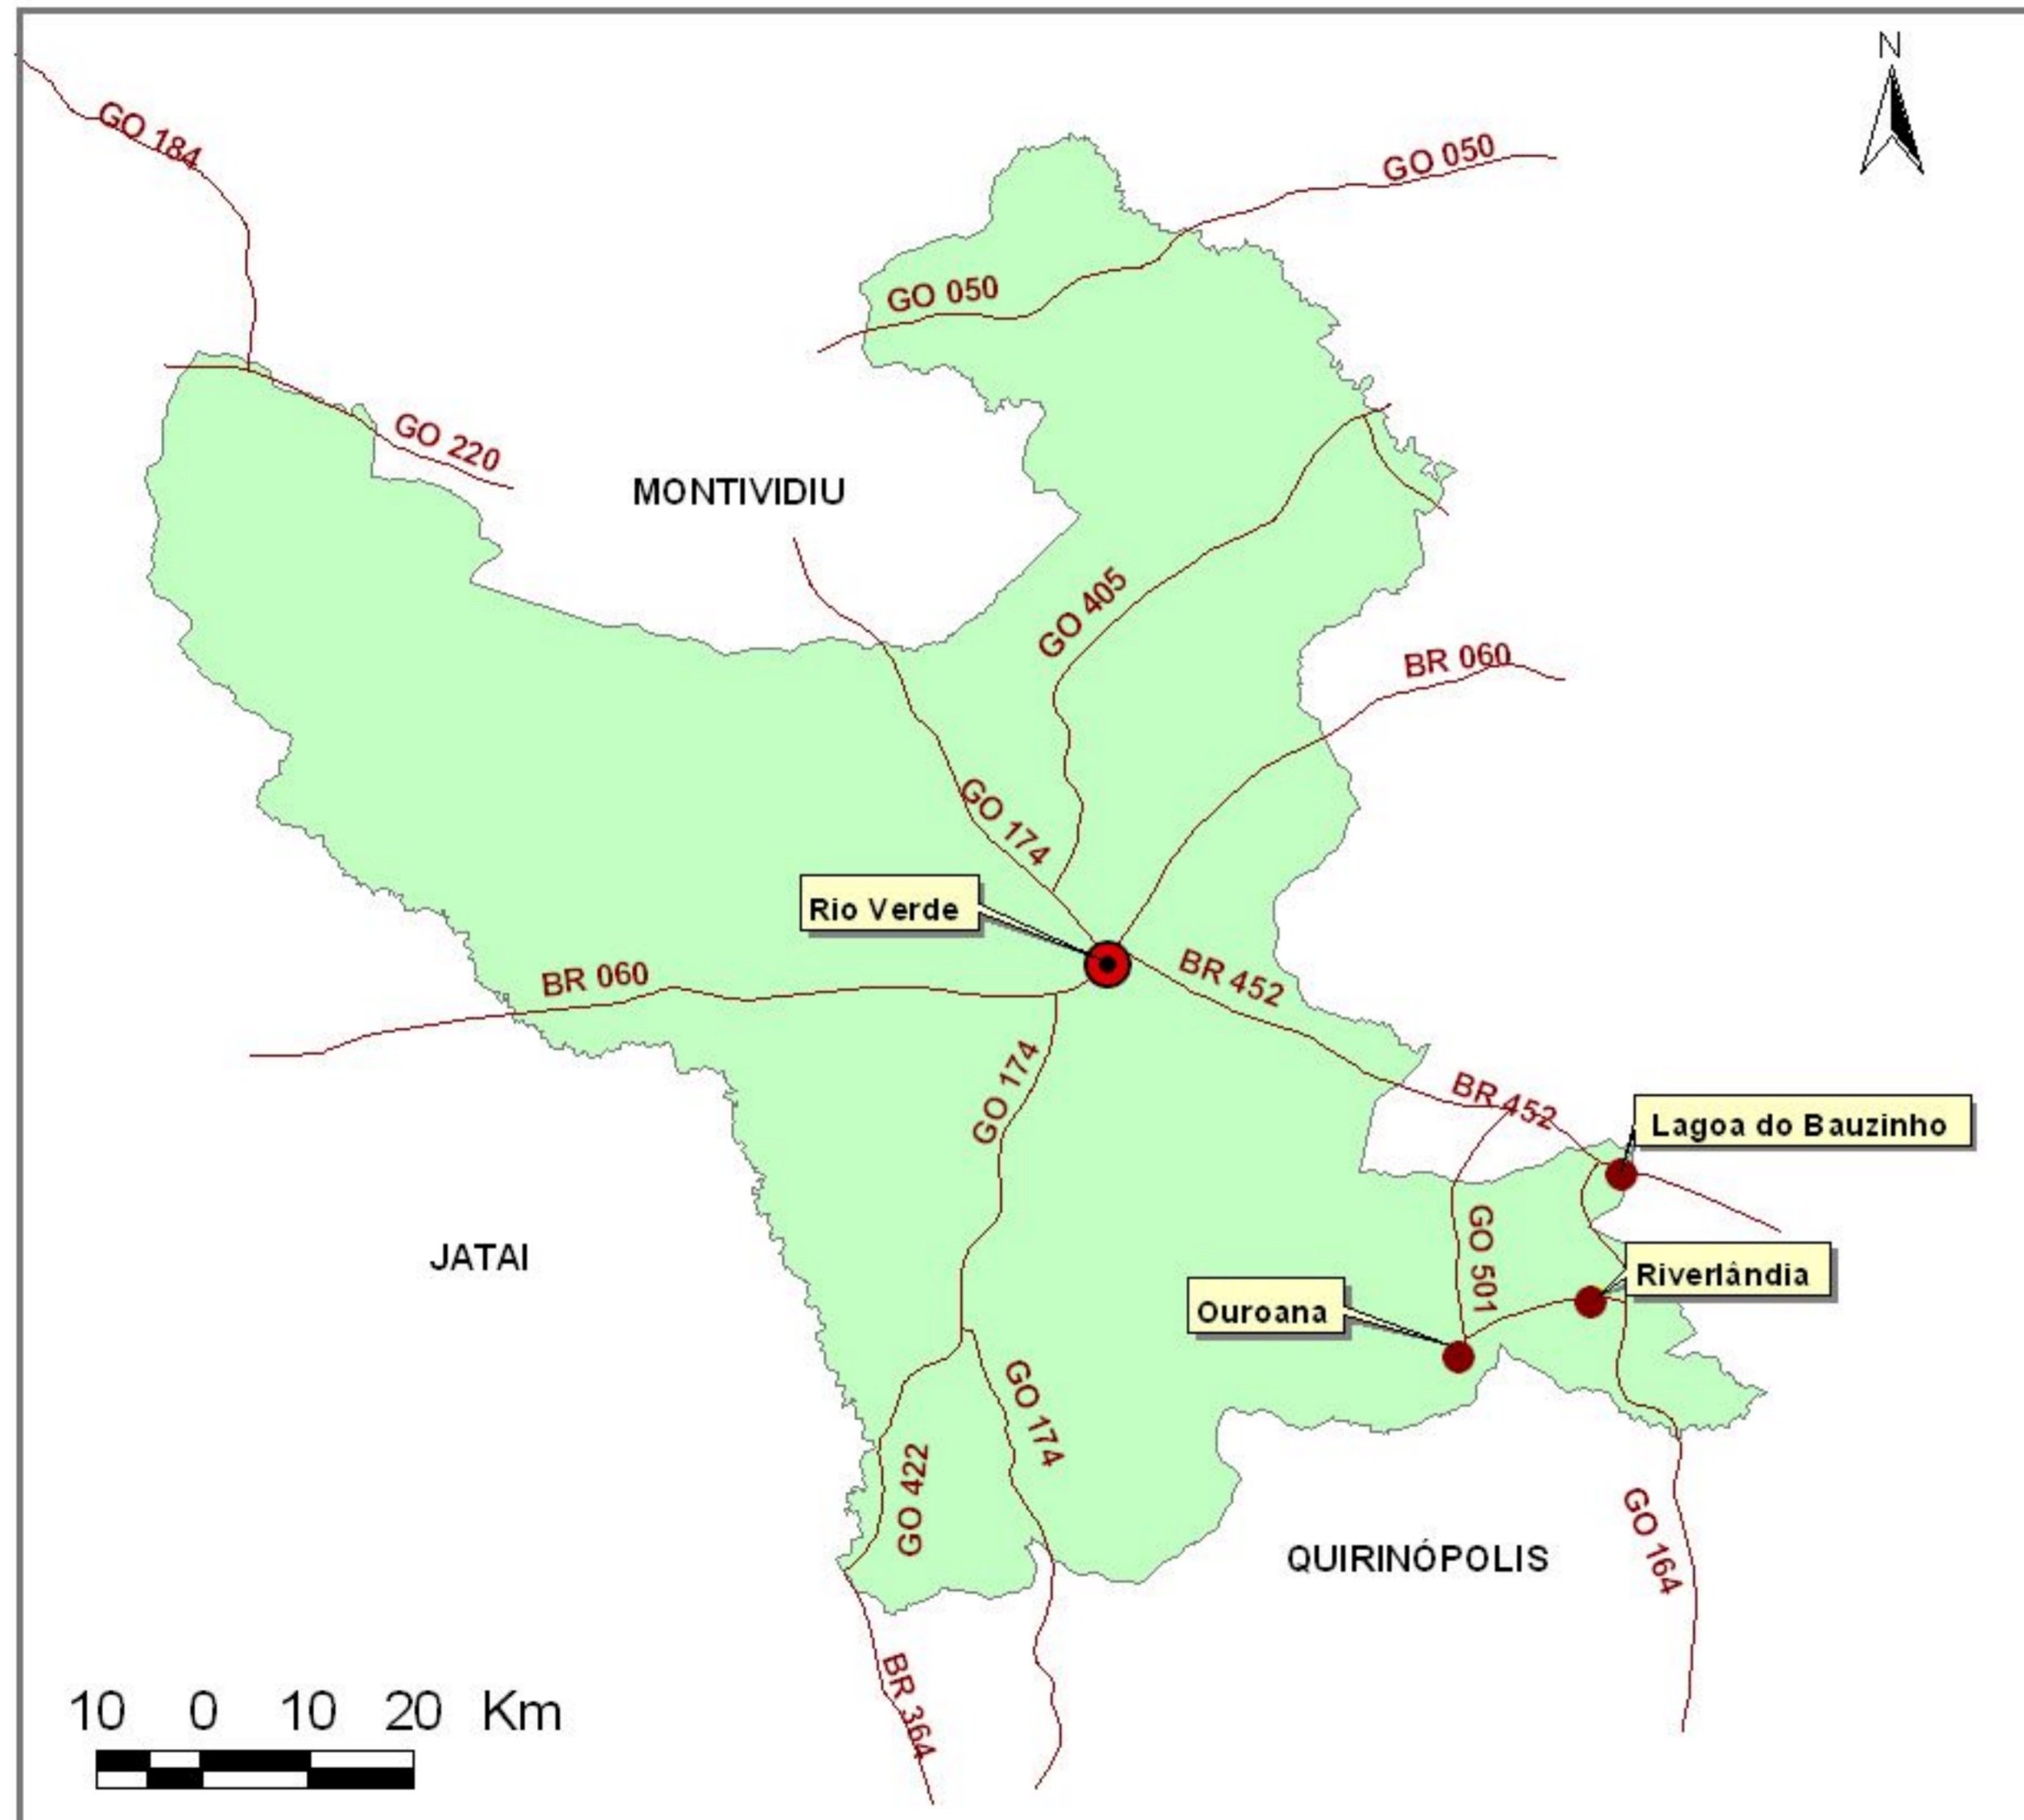 N
GO 184
GO 050
GO 050
GO 220
MONTIVIDIU
GO 405
BR 060
GO 174
Rio Verde
BR 060
BR 452
GO 174
BR 452
Lagoa do Bauzinho
JATAI
GO 501
Riverlândia
Ouroana
GO 174
GO 422
QUIRINÓPOLIS
GO 164
BR 364
10 0 10 20 Km